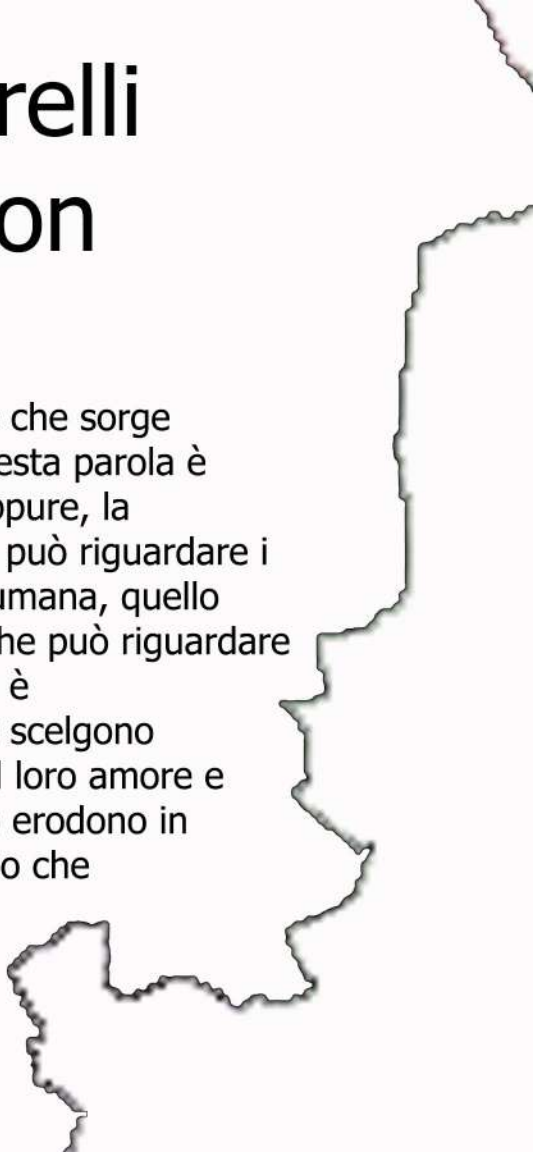 relli
on
che sorge
esta parola è
ppure, la
può riguardare i
umana, quello
he può riguardare
è
scelgono
l loro amore e
erodono in
o che